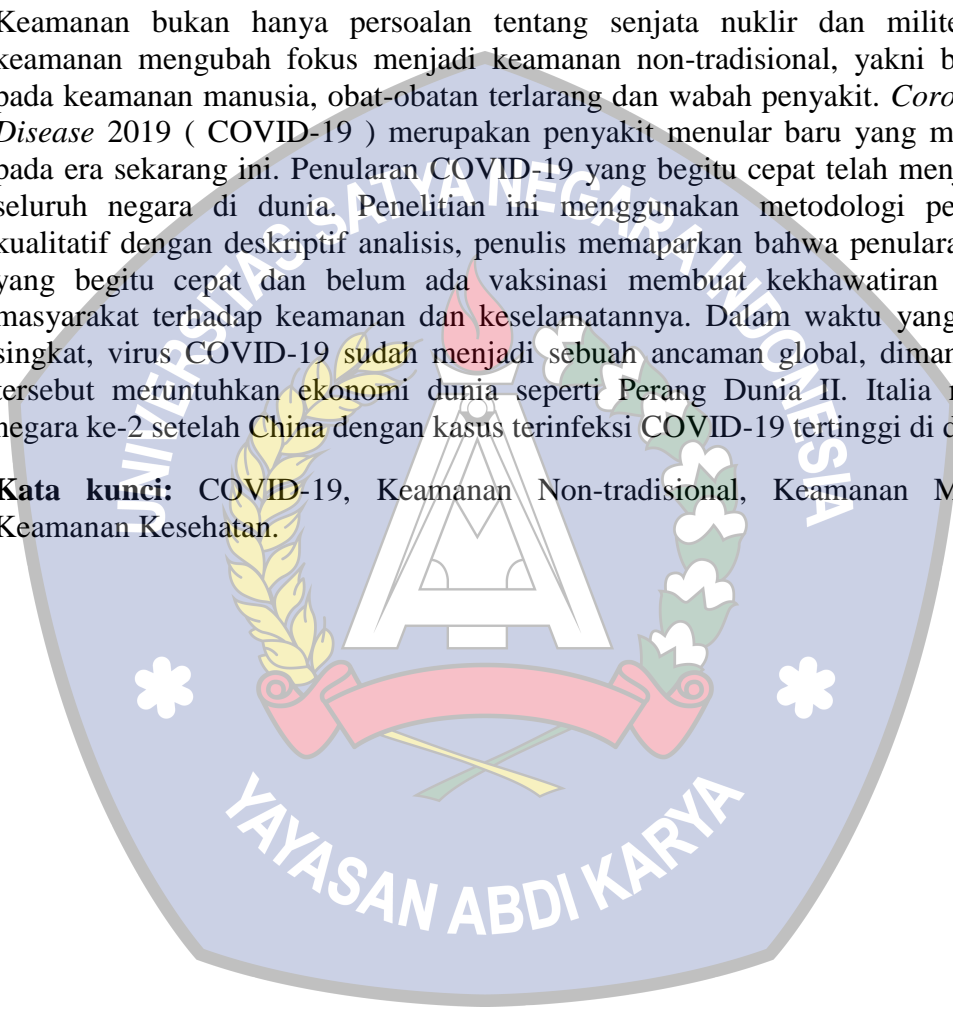 Keamanan bukan hanya persoalan tentang senjata nuklir dan
keamanan mengubah fokus menjadi keamanan non-tradisional, yakni
pada keamanan manusia, obat-obatan terlarang dan wabah penyakit.
Disease 2019 ( COVID-19 ) merupakan penyakit menular baru yang
pada era sekarang ini. Penularan COVID-19 yang begitu cepat telah
seluruh negara di dunia. Penelitian ini menggunakan metodologi
kualitatif dengan deskriptif analisis, penulis memaparkan bahwa
yang begitu cepat dan belum ada vaksinasi membuat kekhawatiran
masyarakat terhadap keamanan dan keselamatannya. Dalam waktu yang
singkat, virus COVID-19 sudah menjadi sebuah ancaman global,
tersebut meruntuhkan ekonomi dunia seperti Perang Dunia II. Italia
negara ke-2 setelah China dengan kasus terinfeksi COVID-19 tertinggi di
Kata kunci: COVID-19, Keamanan Non-tradisional, Keamanan
Keamanan Kesehatan.
UNIVERSITAS SATYA NEGARA INDONESIA
YAYASAN ABDI KARYA